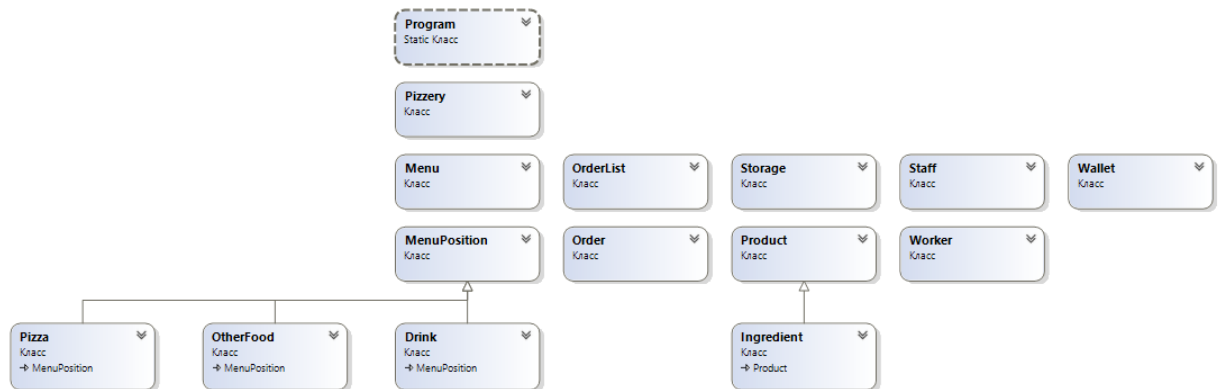 Program
Static Класс
Pizzery
Класс
Menu
Класс
OrderList
Класс
Storage
Класс
Staff
Класс
Wallet
Класс
MenuPosition
Класс
Order
Класс
Product
Класс
Worker
Класс
Pizza
Класс
→ MenuPosition
OtherFood
Класс
→ MenuPosition
Drink
Класс
→ MenuPosition
Ingredient
Класс
→ Product